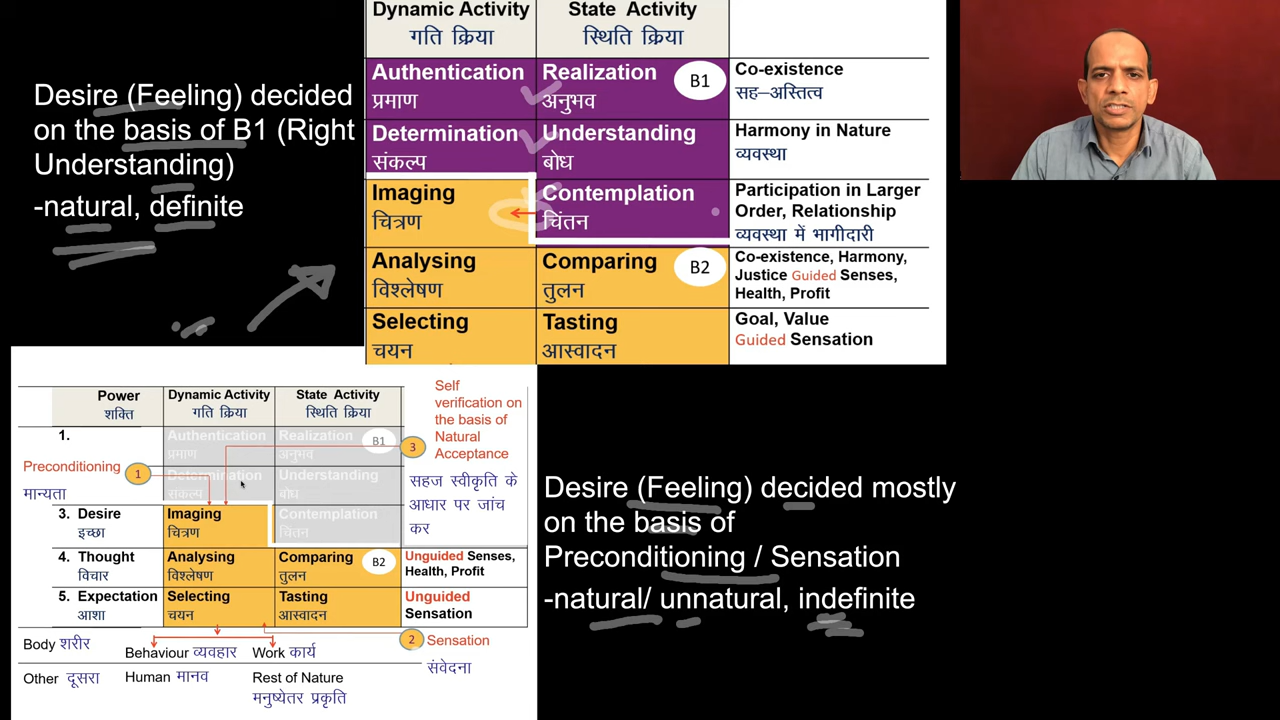 Dynamic Activity
गति क्रिया
State Activity
स्थिति क्रिया
Authentication
प्रमाण
Realization
अनुभव
B1
Co-existence
सह–अस्तित्व
Determination
संकल्प
Understanding
बोध
Harmony in Nature
व्यवस्था
Imaging
चित्रण
Contemplation
चिंतन
Participation in Larger
Order, Relationship
व्यवस्था में भागीदारी
Analysing
विश्लेषण
Comparing
तुलन
B2
Co-existence, Harmony,
Justice Guided Senses,
Health, Profit
Selecting
चयन
Tasting
आस्वादन
Goal, Value
Guided Sensation
Desire (Feeling) decided
on the basis of B1 (Right
Understanding)
-natural, definite
Power
शक्ति
Dynamic Activity
गति क्रिया
State Activity
स्थिति क्रिया
1.
Authentication
प्रमाण
Realization
अनुभव
B1
Determination
संकल्प
Understanding
बोध
Preconditioning
मान्यता
1
3
Self
verification on
the basis of
Natural
Acceptance
सहज स्वीकृति के
आधार पर जांच
कर
3. Desire
इच्छा
Imaging
चित्रण
Contemplation
चिंतन
4. Thought
विचार
Analysing
विश्लेषण
Comparing
तुलन
B2
Unguided Senses,
Health, Profit
5. Expectation
आशा
Selecting
चयन
Tasting
आस्वादन
Unguided
Sensation
Body शरीर
Behaviour व्यवहार
Work कार्य
2
Sensation
संवेदना
Other दूसरा
Human मानव
Rest of Nature
मनुष्येतर प्रकृति
Desire (Feeling) decided mostly
on the basis of
Preconditioning / Sensation
-natural/ unnatural, indefinite